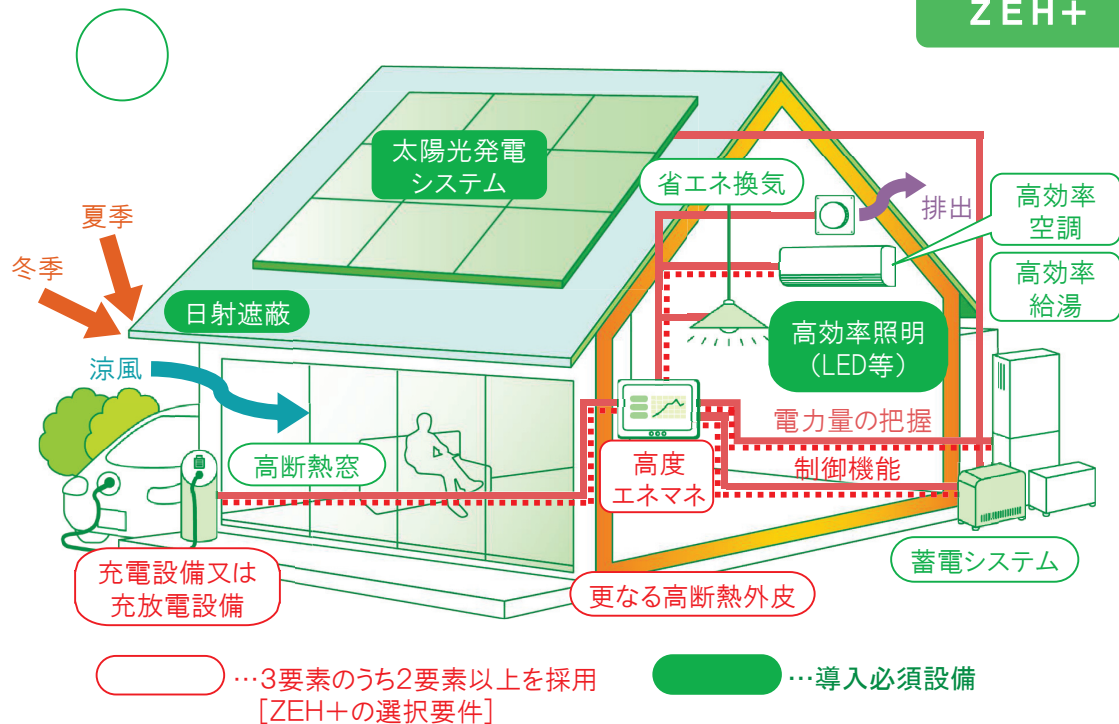 ZEH+
太陽光発電
システム
省エネ換気
排出
高効率
空調
夏季
冬季
高効率
給湯
日射遮蔽
高効率照明
（LED等）
涼風
電力量の把握
高断熱窓
高度
エネマネ
制御機能
蓄電システム
充電設備又は
充放電設備
更なる高断熱外皮
…3要素のうち2要素以上を採用
［ZEH+の選択要件］
…導入必須設備